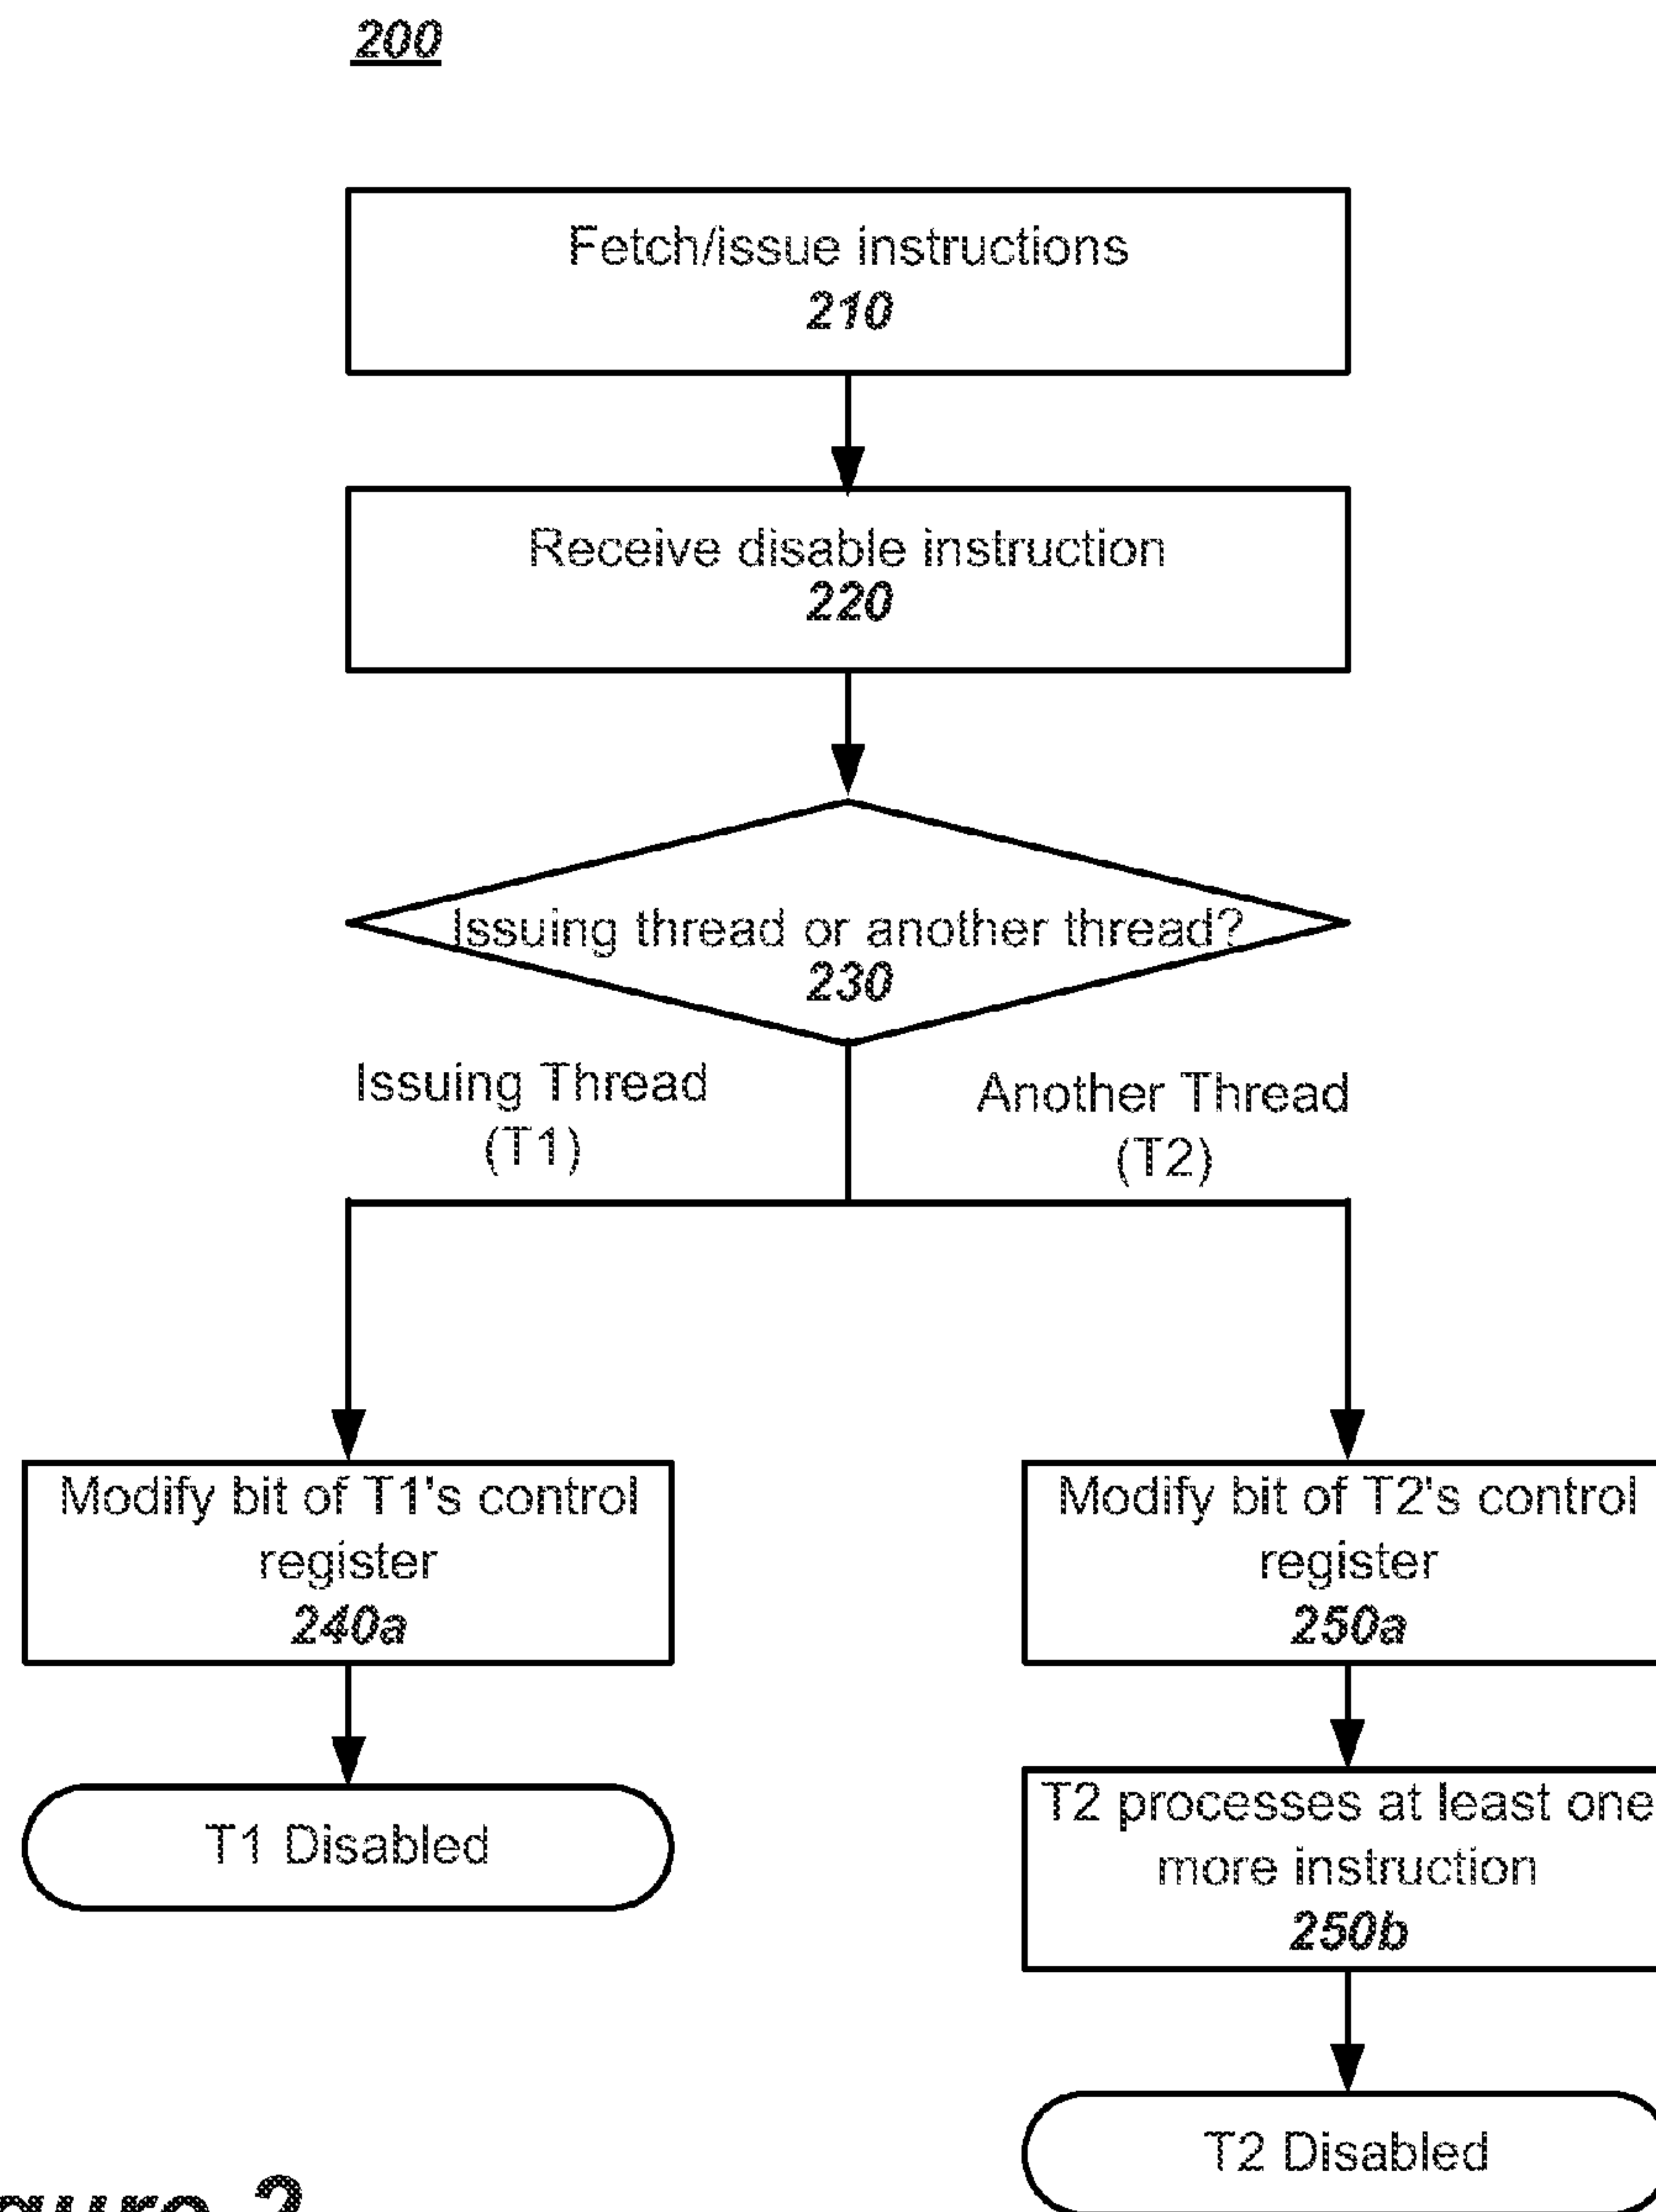 200
Fetch/issue instructions
210
Receive disable instruction
220
Issuing thread or another thread?
230
Issuing Thread
(T1)
Another Thread
(T2)
Modify bit of T1's control
register
240a
T1 Disabled
Modify bit of T2's control
register
250a
T2 processes at least one
more instruction
250b
T2 Disabled